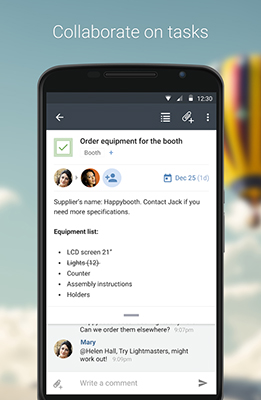 Collaborate on tasks
12:30
Order equipment for the booth
Booth +
Dec 25 (1d)
Supplier's name: Happybooth. Contact Jack if you
need more specifications.
Equipment list:
• LCD screen 21"
• Lights (12)
• Counter
• Assembly instructions
• Holders
Can we order them elsewhere? 9:07pm
Mary
@Helen Hall, Try Lightmasters, might
work out! 9:09pm
Write a comment